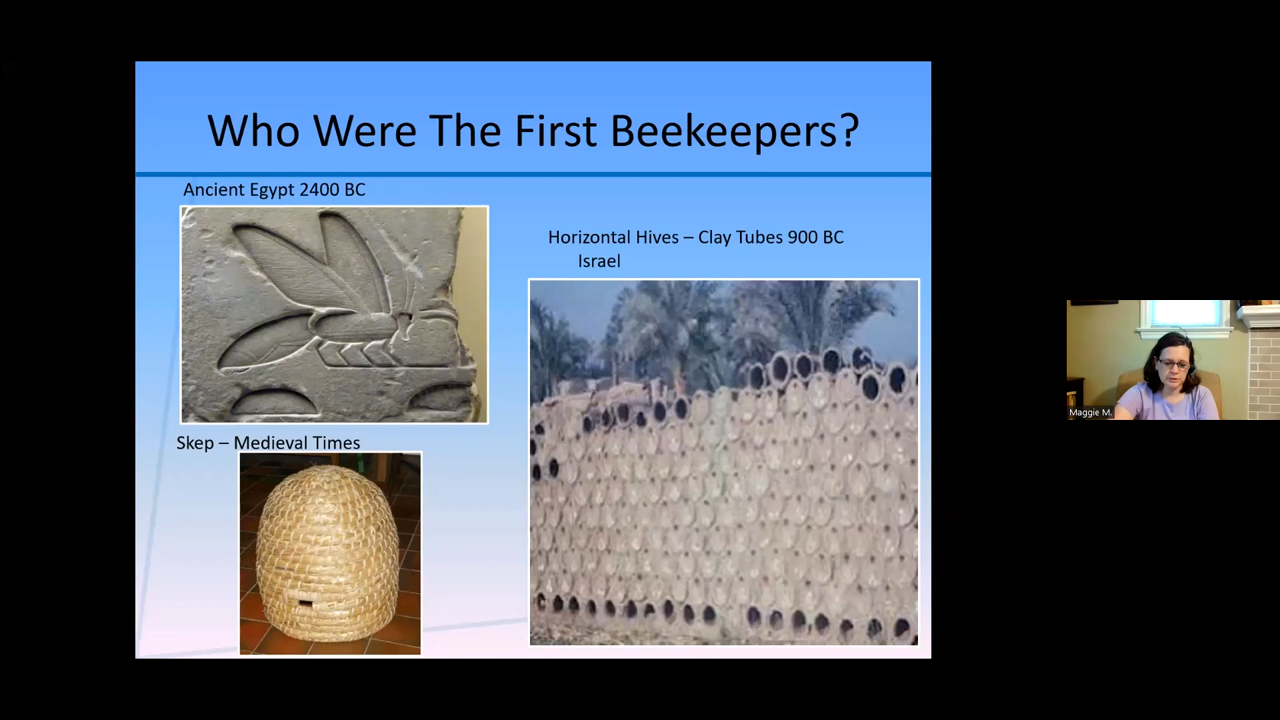 Who Were The First Beekeepers?
Ancient Egypt 2400 BC
Horizontal Hives – Clay Tubes 900 BC
Israel
Skep – Medieval Times
Maggie M.